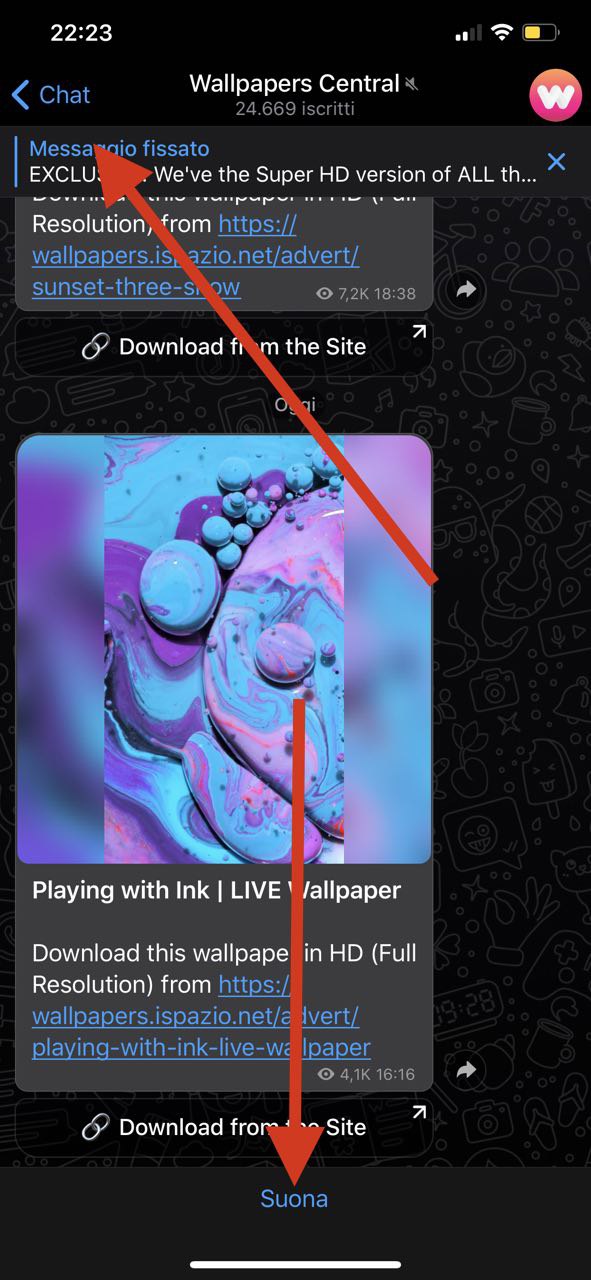 22:23
Chat
Wallpapers Central
24.669 iscritti
Messaggio fissato
We've the Super HD version of ALL th...
Download this wallpaper in HD (Full
Resolution) from https://
wallpapers.ispazio.net/advert/
sunset-three-snow
7,2K 18:38
Download from the Site
Oggi
Playing with Ink | LIVE Wallpaper
Download this wallpaper in HD (Full
Resolution) from https://
wallpapers.ispazio.net/advert/
playing-with-ink-live-wallpaper
4,1K 16:16
Download from the Site
Suona